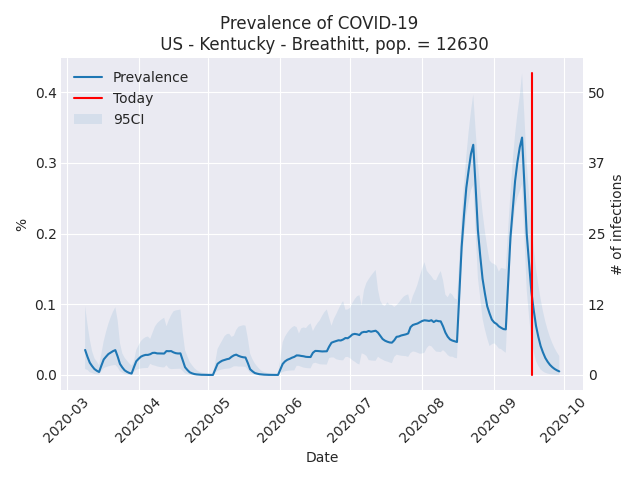 Prevalence of COVID-19
US - Kentucky - Breathitt, pop. = 12630
Prevalence
Today
95CI
0.4
0.3
0.2
0.1
0.0
%
50
37
25
12
0
# of infections
2020-03
2020-04
2020-05
2020-06
2020-07
2020-08
2020-09
2020-10
Date